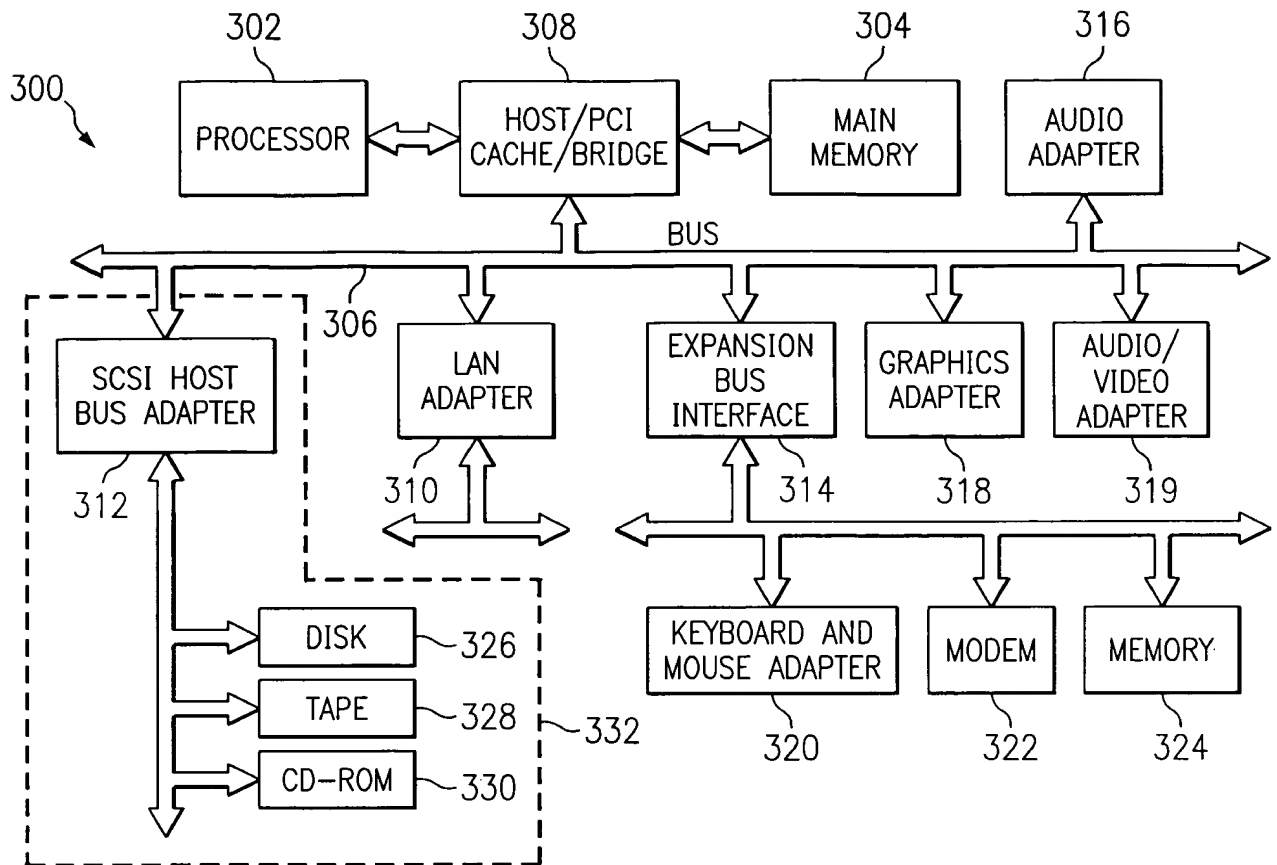 302
308
304
316
300
PROCESSOR
HOST/PCI
CACHE/BRIDGE
MAIN
MEMORY
AUDIO
ADAPTER
BUS
306
SCSI HOST
BUS ADAPTER
LAN
ADAPTER
EXPANSION
BUS
INTERFACE
GRAPHICS
ADAPTER
AUDIO/
VIDEO
ADAPTER
312
310
314
318
319
DISK
326
TAPE
328
CD-ROM
330
332
KEYBOARD AND
MOUSE ADAPTER
MODEM
MEMORY
320
322
324